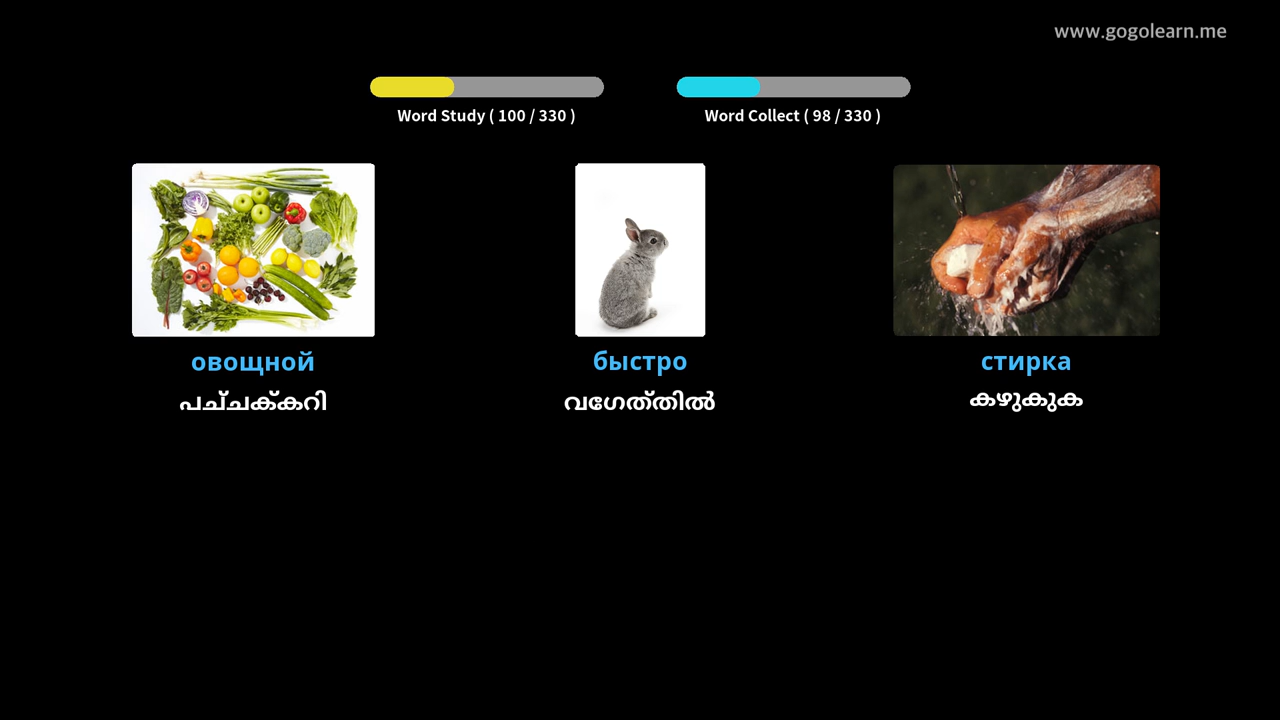 www.gogolearn.me
Word Study ( 100 / 330 )
Word Collect ( 98 / 330 )
овощной
быстро
стирка
പച്ചക്കറി
വഗേത്തിൽ
കഴുകുക